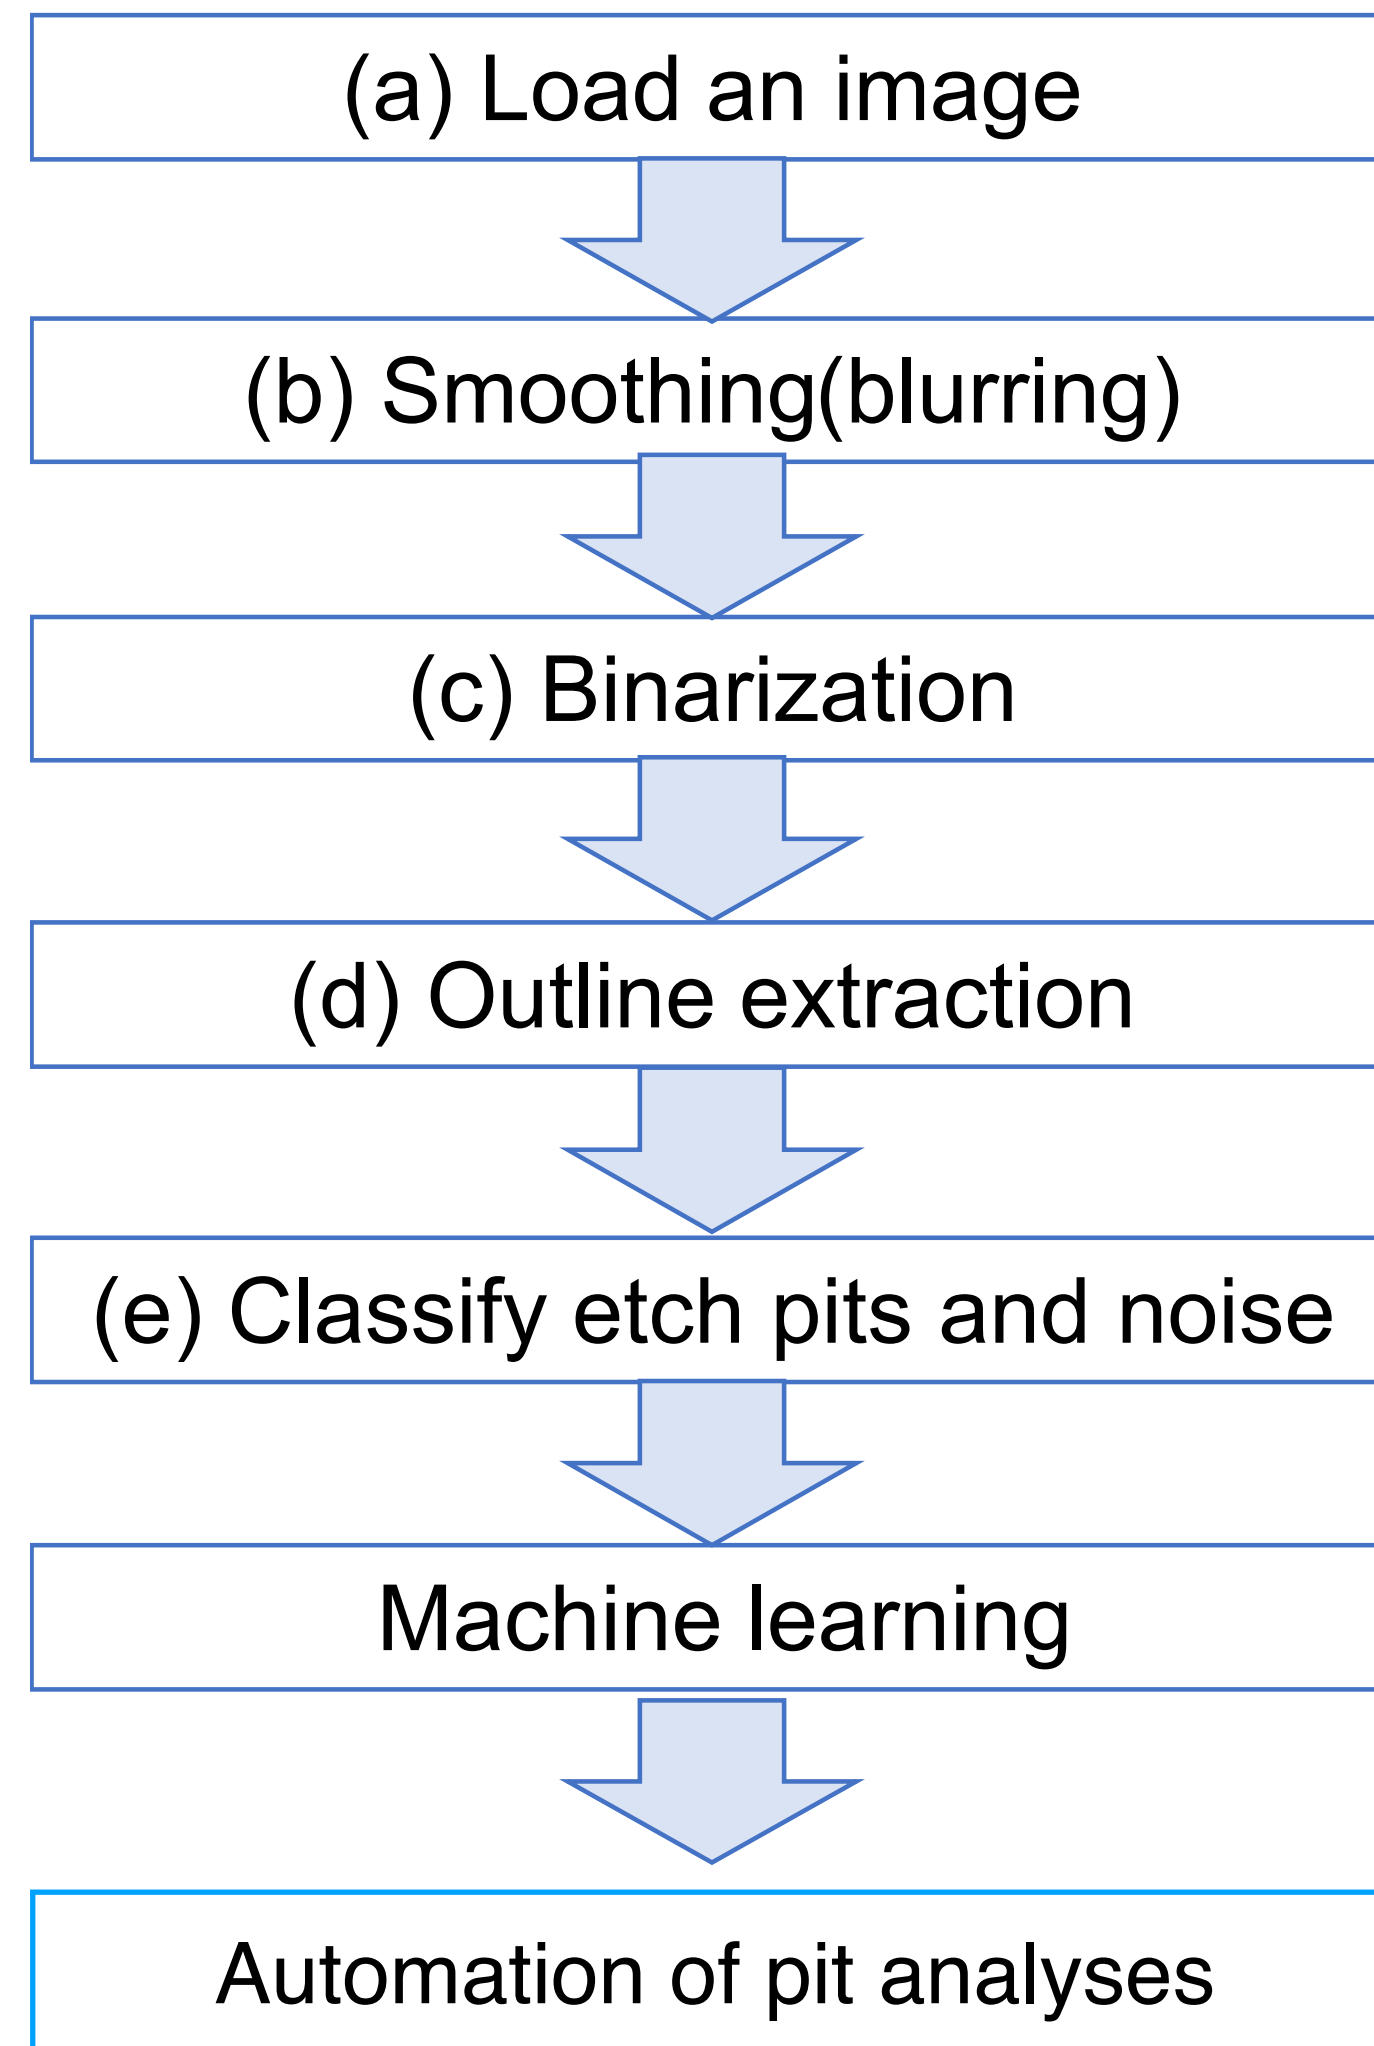 (a) Load an image
(b) Smoothing(blurring)
(c) Binarization
(d) Outline extraction
(e) Classify etch pits and noise
Machine learning
Automation of pit analyses